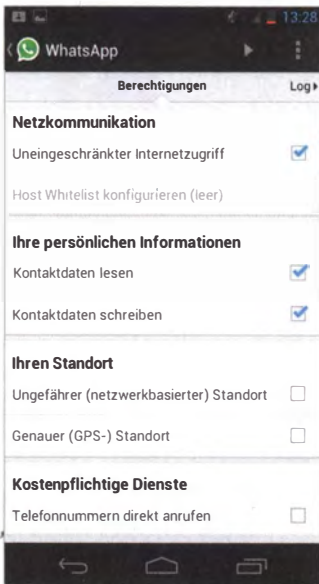 13:28
WhatsApp
Berechtigungen
Log
Netzkommunikation
Uneingeschränkter Internetzugriff
Host Whitelist konfigurieren (leer)
Ihre persönlichen Informationen
Kontaktdaten lesen
Kontaktdaten schreiben
Ihren Standort
Ungefährer (netzwerkbasierter) Standort
Genauer (GPS-) Standort
Kostenpflichtige Dienste
Telefonnummern direkt anrufen